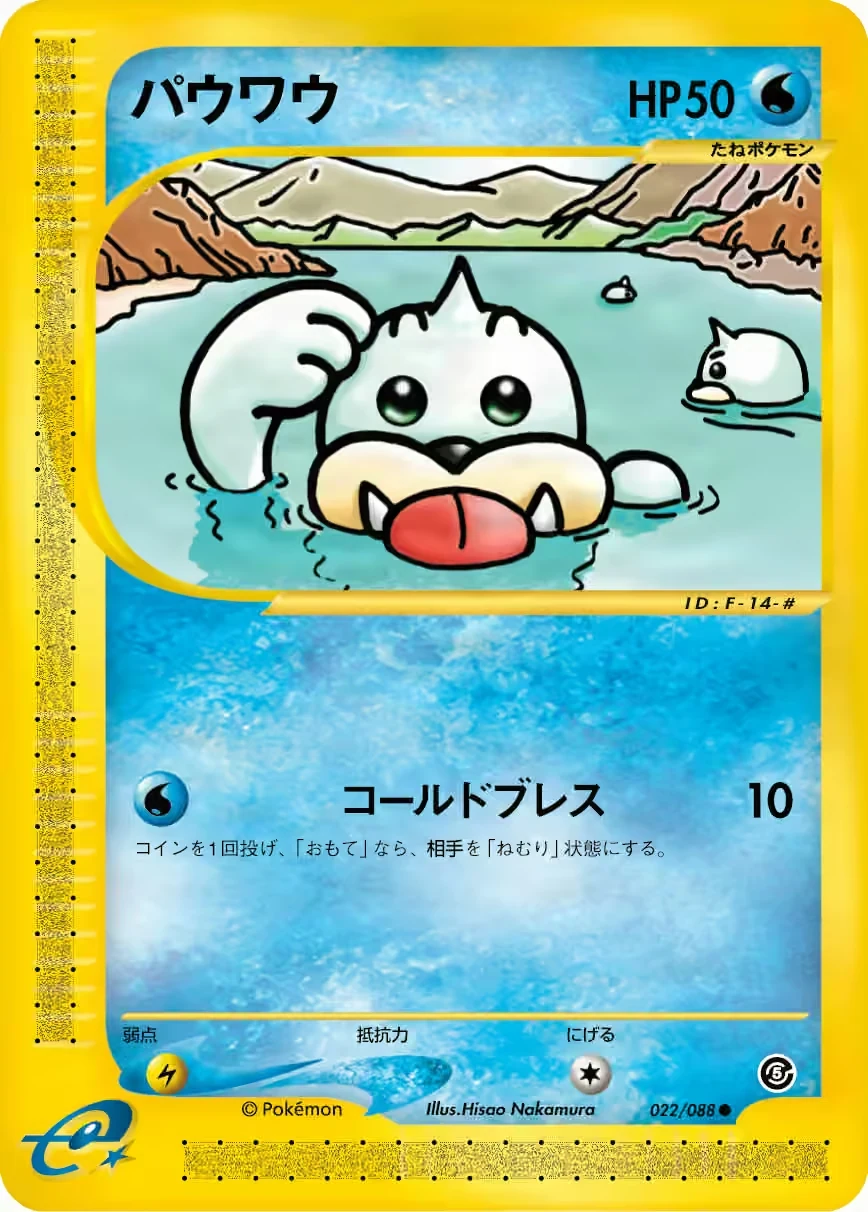 パウワウ HP50
たねポケモン
ID:F-14-#
コールドブレス 10
コインを1回投げ、「おもて」なら、相手を「ねむり」状態にする。
弱点 抵抗力 にげる
5
© Pokémon Illus.Hisao Nakamura 022/088
e